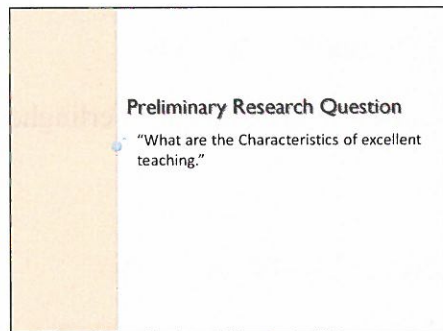 Preliminary Research Question
"What are the Characteristics of excellent
teaching."